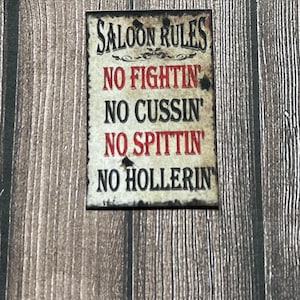 SALOON RULES
NO FIGHTIN'
NO CUSSIN'
NO SPITTIN'
NO HOLLERIN'